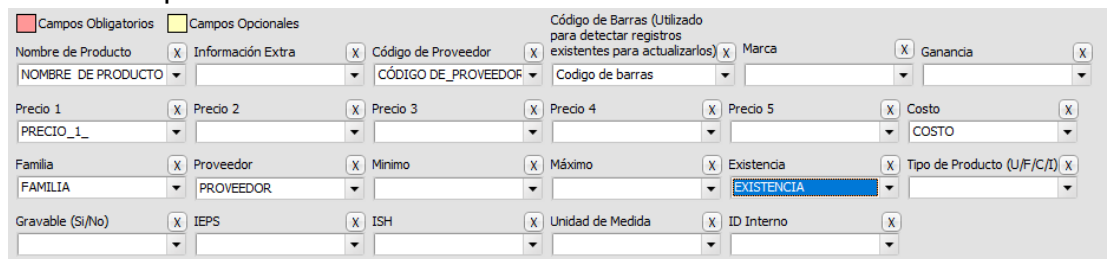 Campos Obligatorios Campos Opcionales
Código de Barras (Utilizado
para detectar registros
existentes para actualizarlos) X
Nombre de Producto X Información Extra X Código de Proveedor X Marca X Ganancia X
NOMBRE DE PRODUCTO CÓDIGO DE_PROVEEDOR Codigo de barras
Precio 1 X Precio 2 X Precio 3 X Precio 4 X Precio 5 X Costo X
PRECIO_1_ COSTO
Familia X Proveedor X Minimo X Máximo X Existencia X Tipo de Producto (U/F/C/I) X
FAMILIA PROVEEDOR EXISTENCIA
Gravable (Si/No) X IEPS X ISH X Unidad de Medida X ID Interno X